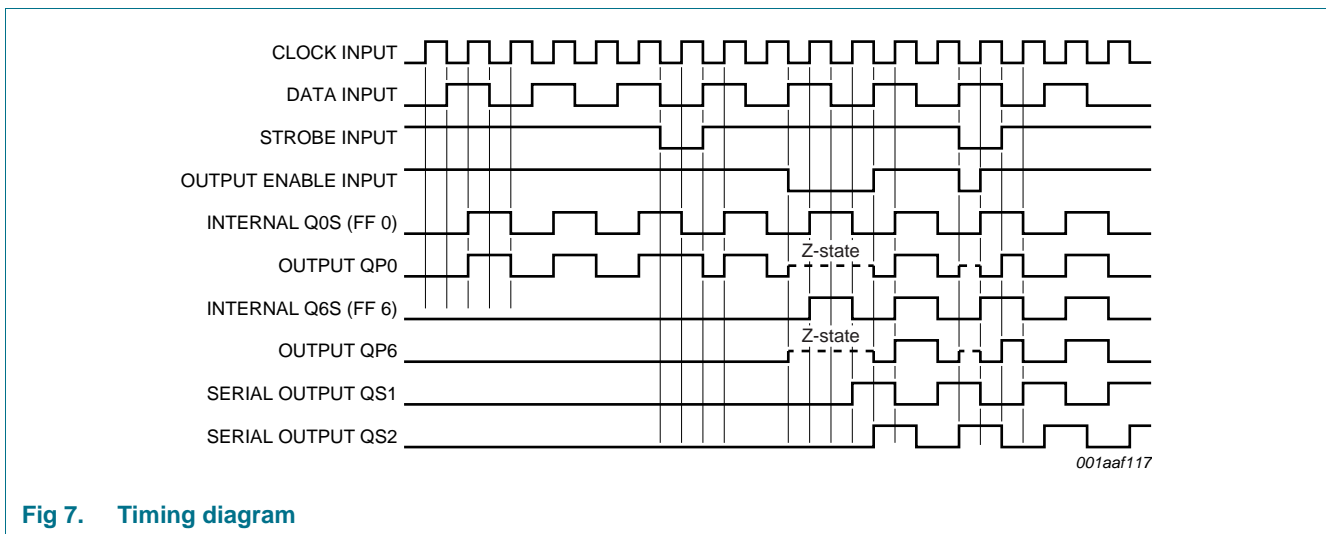 CLOCK INPUT
DATA INPUT
STROBE INPUT
OUTPUT ENABLE INPUT
INTERNAL Q0S (FF 0)
Z-state
OUTPUT QP0
INTERNAL Q6S (FF 6)
Z-state
OUTPUT QP6
SERIAL OUTPUT QS1
SERIAL OUTPUT QS2
001aaf117
Fig 7. Timing diagram